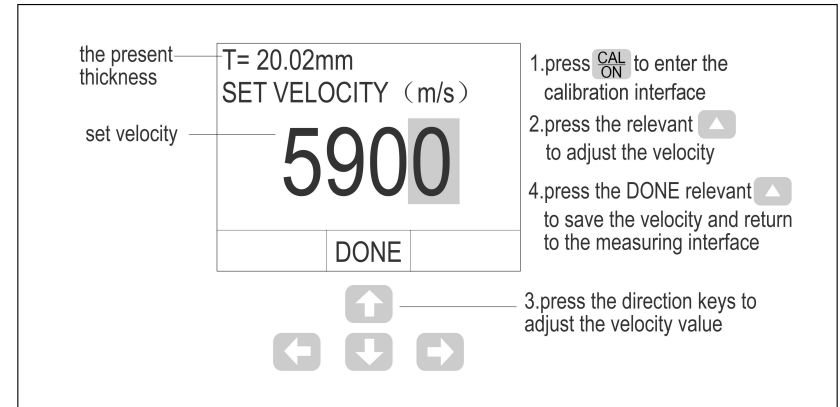 the present
thickness
set velocity
T= 20.02mm
SET VELOCITY（m/s）
5900
DONE
1.press CAL ON to enter the
calibration interface
2.press the relevant
to adjust the velocity
4.press the DONE relevant
to save the velocity and return
to the measuring interface
3.press the direction keys to
adjust the velocity value